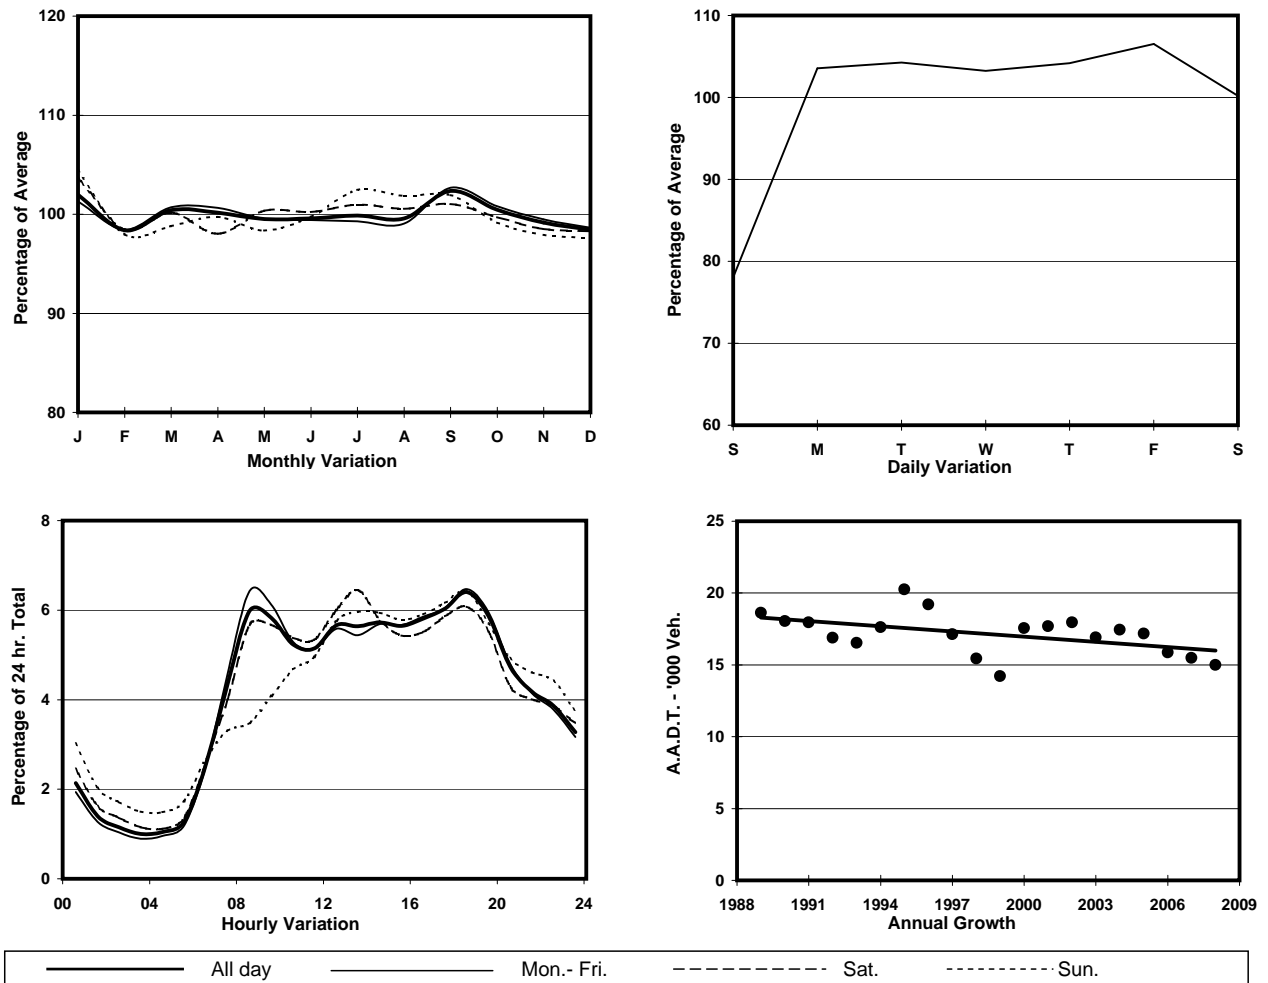 120
110
100
90
80
Percentage of Average
J F M A M J J A S O N D
Monthly Variation
110
100
90
80
70
60
Percentage of Average
S M T W T F S
Daily Variation
8
6
4
2
0
Percentage of 24 hr. Total
00 04 08 12 16 20 24
Hourly Variation
25
20
15
10
5
0
A.A.D.T. - '000 Veh.
1988 1991 1994 1997 2000 2003 2006 2009
Annual Growth
All day Mon.- Fri. Sat. Sun.